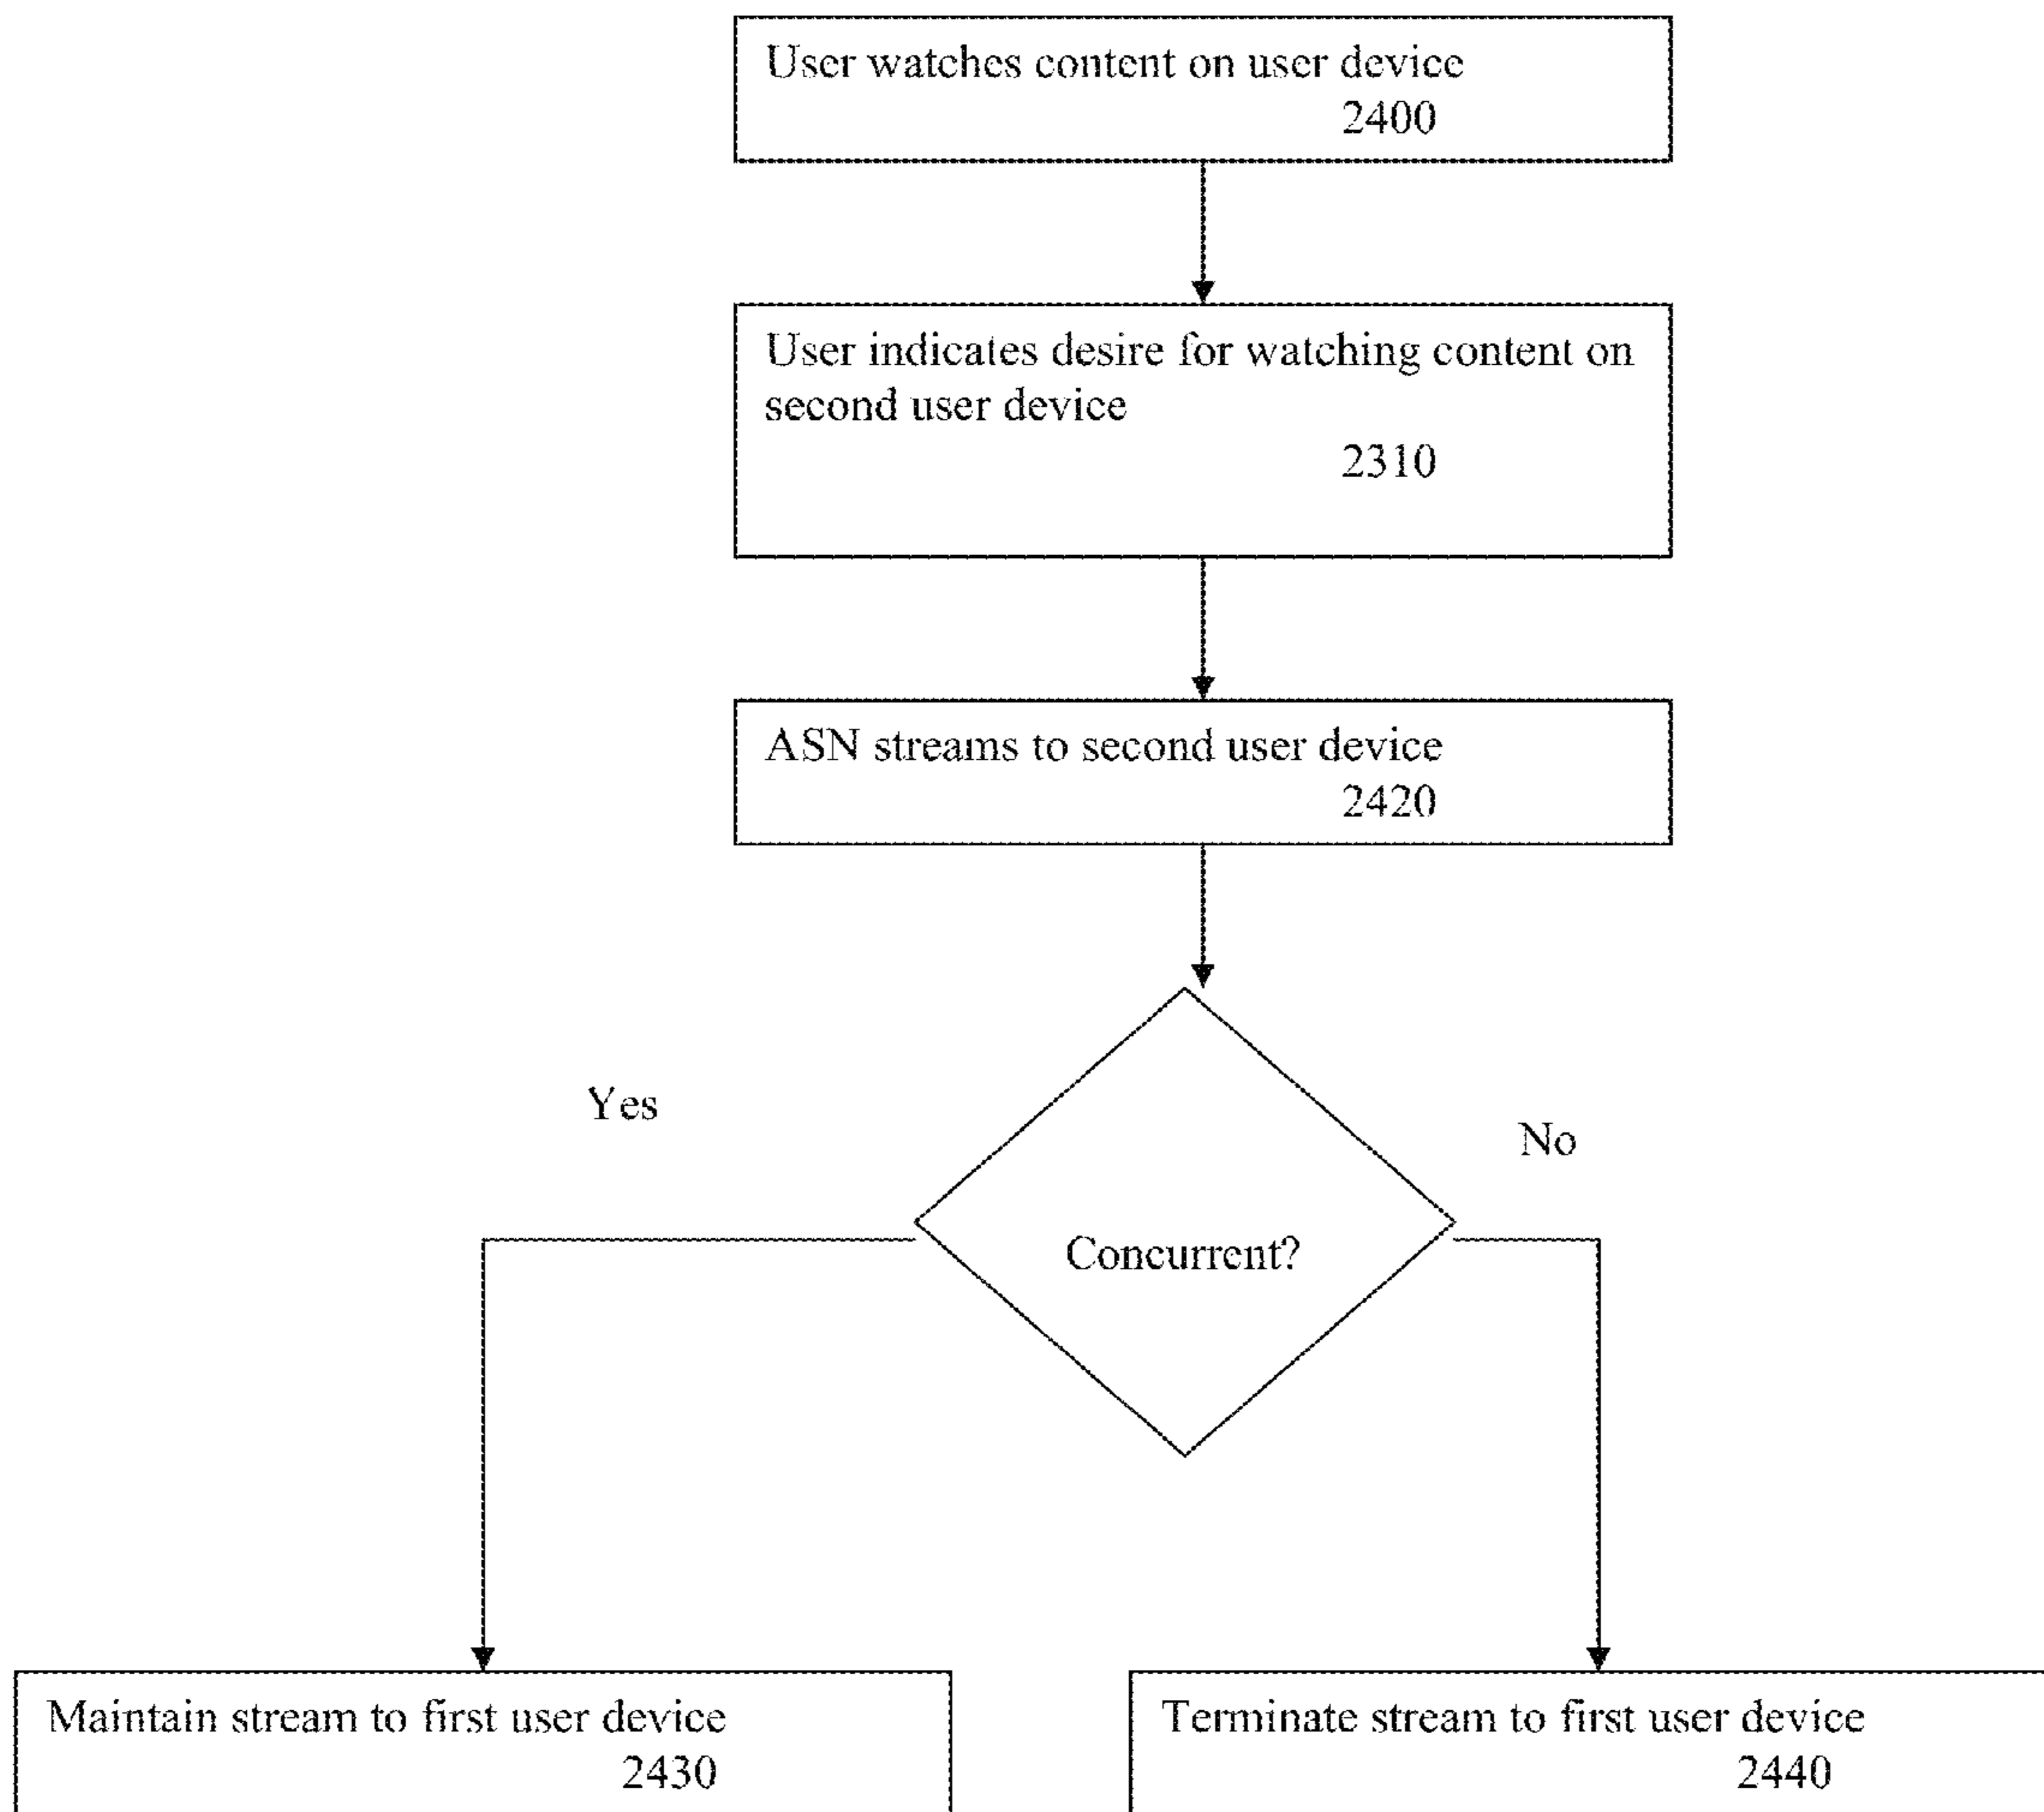 User watches content on user device
2400
User indicates desire for watching content on
second user device
2310
ASN streams to second user device
2420
Yes
No
Concurrent?
Maintain stream to first user device
2430
Terminate stream to first user device
2440